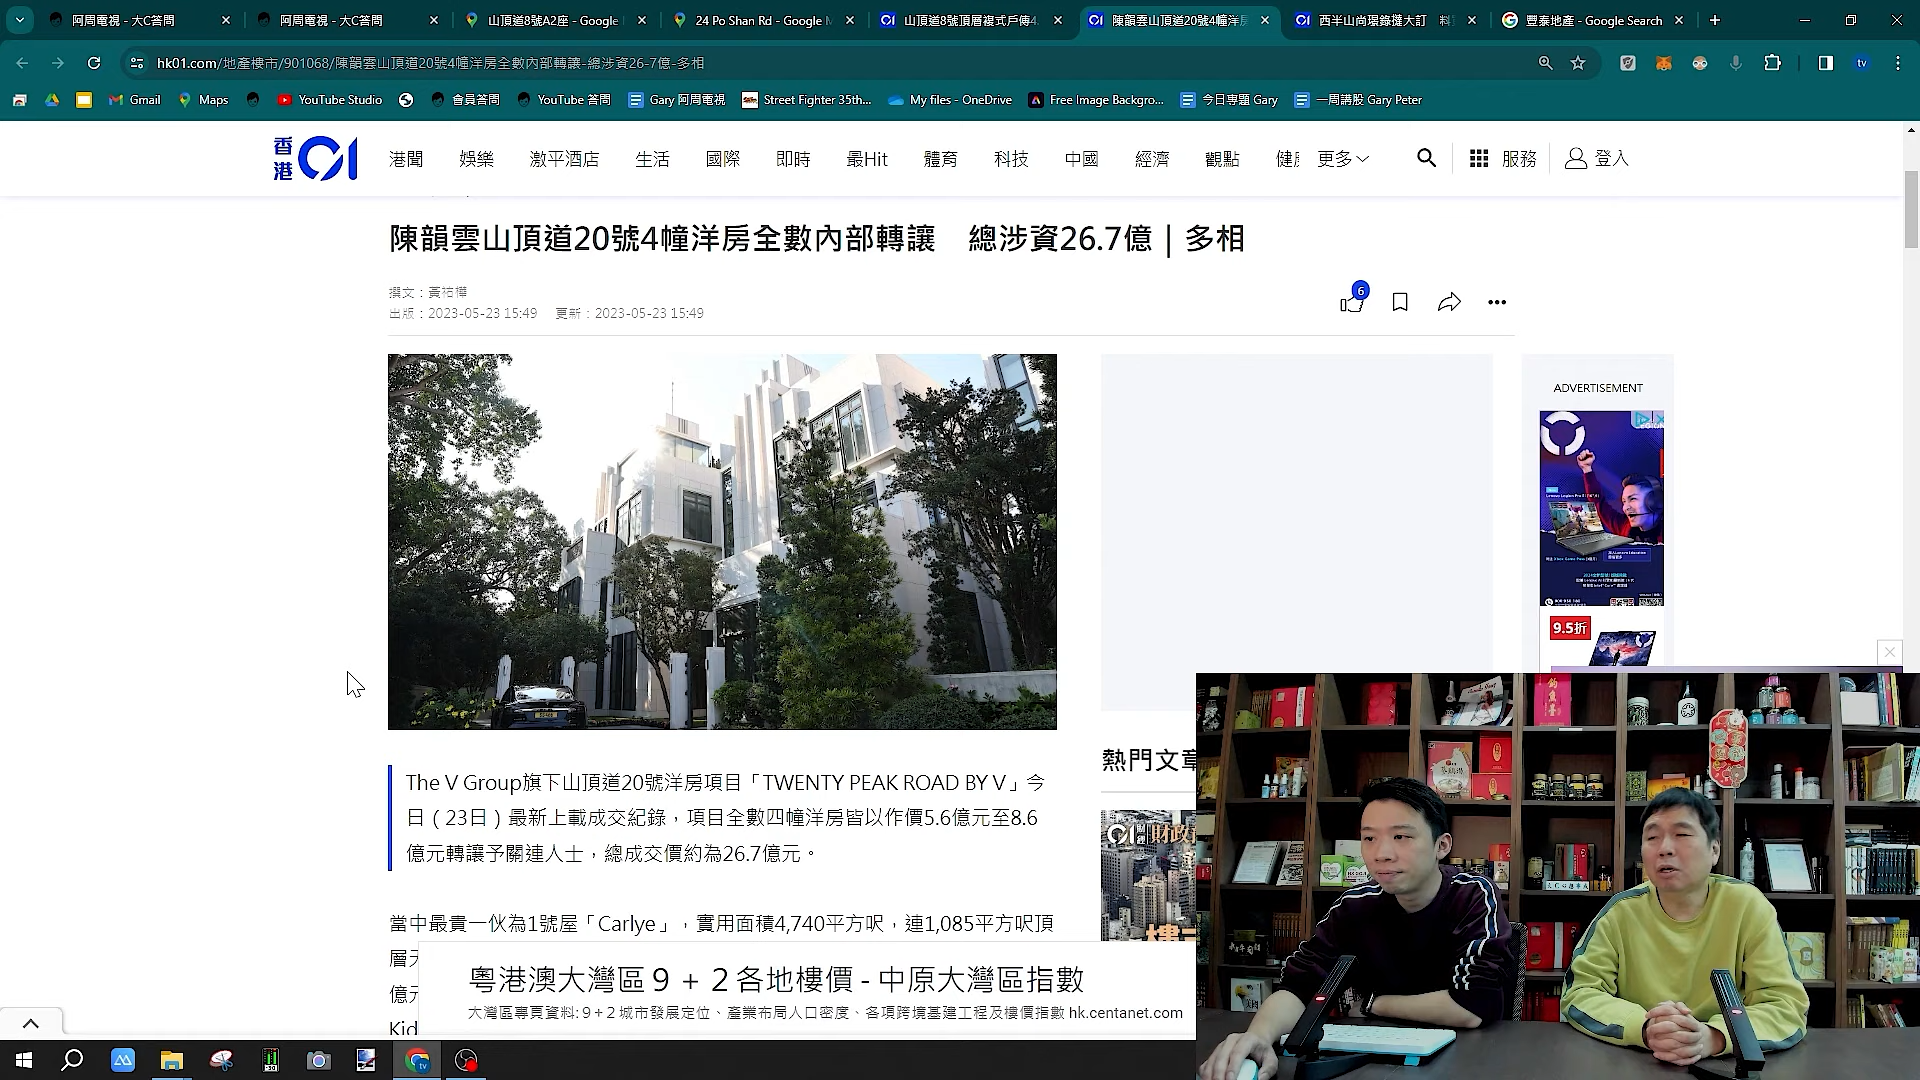 阿周電視 - 大C答問
阿周電視 - 大C答問
山頂道8號A2座 - Google
24 Po Shan Rd - Google M
山頂道8號頂層複式戶傳4.
陳韻雲山頂道20號4幢洋房
西半山尚璟錄撻大訂 料
豐泰地產 - Google Search
hk01.com/地產樓市/901068/陳韻雲山頂道20號4幢洋房全數內部轉讓-總涉資26-7億-多相
tv
Gmail
Maps
YouTube Studio
會員答問
YouTube 答問
Gary 阿周電視
Street Fighter 35th...
My files - OneDrive
Free Image Backgro...
今日專題 Gary
一周講股 Gary Peter
香港01
港聞
娛樂
激平酒店
生活
國際
即時
最Hit
體育
科技
中國
經濟
觀點
更多
服務
登入
陳韻雲山頂道20號4幢洋房全數內部轉讓 總涉資26.7億｜多相
撰文：黃祐樺
出版：2023-05-23 15:49 更新：2023-05-23 15:49
6
ADVERTISEMENT
9.5折
The V Group旗下山頂道20號洋房項目「TWENTY PEAK ROAD BY V」今
日（23日）最新上載成交紀錄，項目全數四幢洋房皆以作價5.6億元至8.6
億元轉讓予關連人士，總成交價約為26.7億元。
熱門文章
01 財政
當中最貴一伙為1號屋「Carlye」，實用面積4,740平方呎，連1,085平方呎頂
層
億元
Kid
粵港澳大灣區９＋２各地樓價 - 中原大灣區指數
大灣區專頁資料: 9+2 城市發展定位、產業布局人口密度、各項跨境基建工程及樓價指數 hk.centanet.com